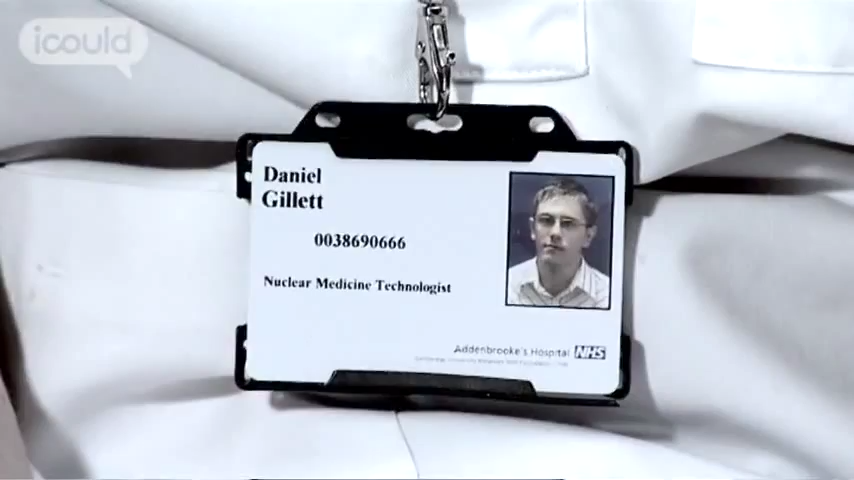 icould
Daniel
Gillett
0038690666
Nuclear Medicine Technologist
Addenbrooke's Hospital NHS